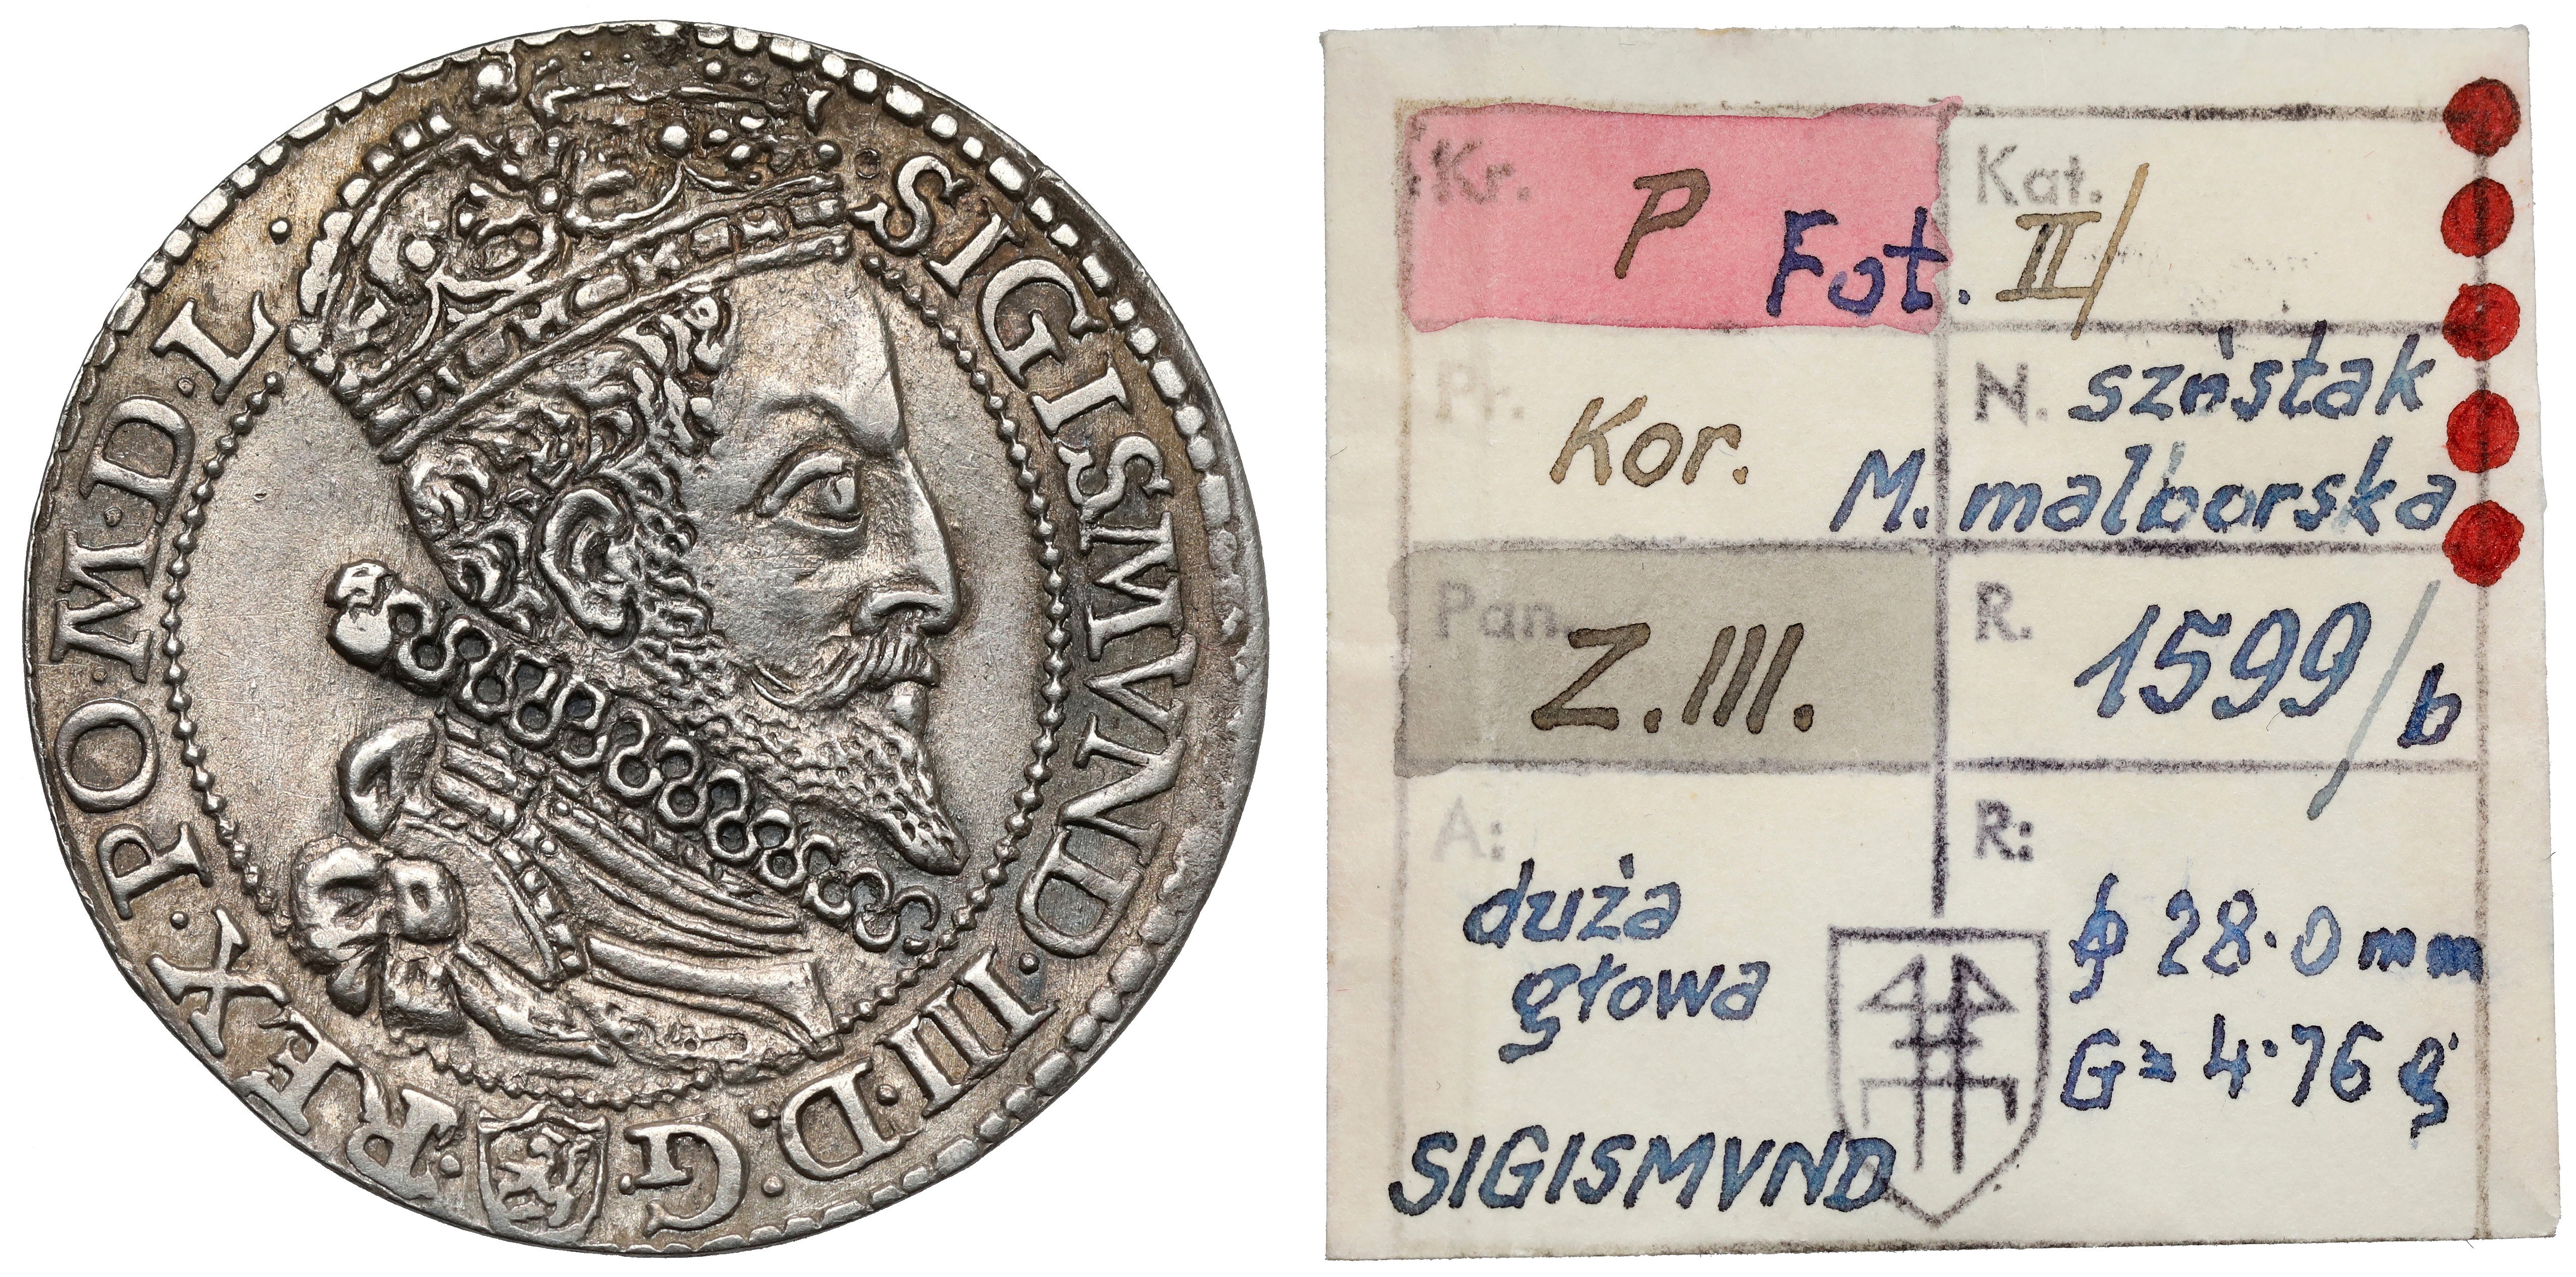 SIGISMVND·III·D:G REX·PO·M·D·L·
Kr. P Kat. II/
Fot.
Pr. Kor. N. szóstak
M. malborska
Pan. Z.III. R. 1599/b
A: duża głowa R:
ϕ 28·0 mm
G = 4·76 g
SIGISMVND